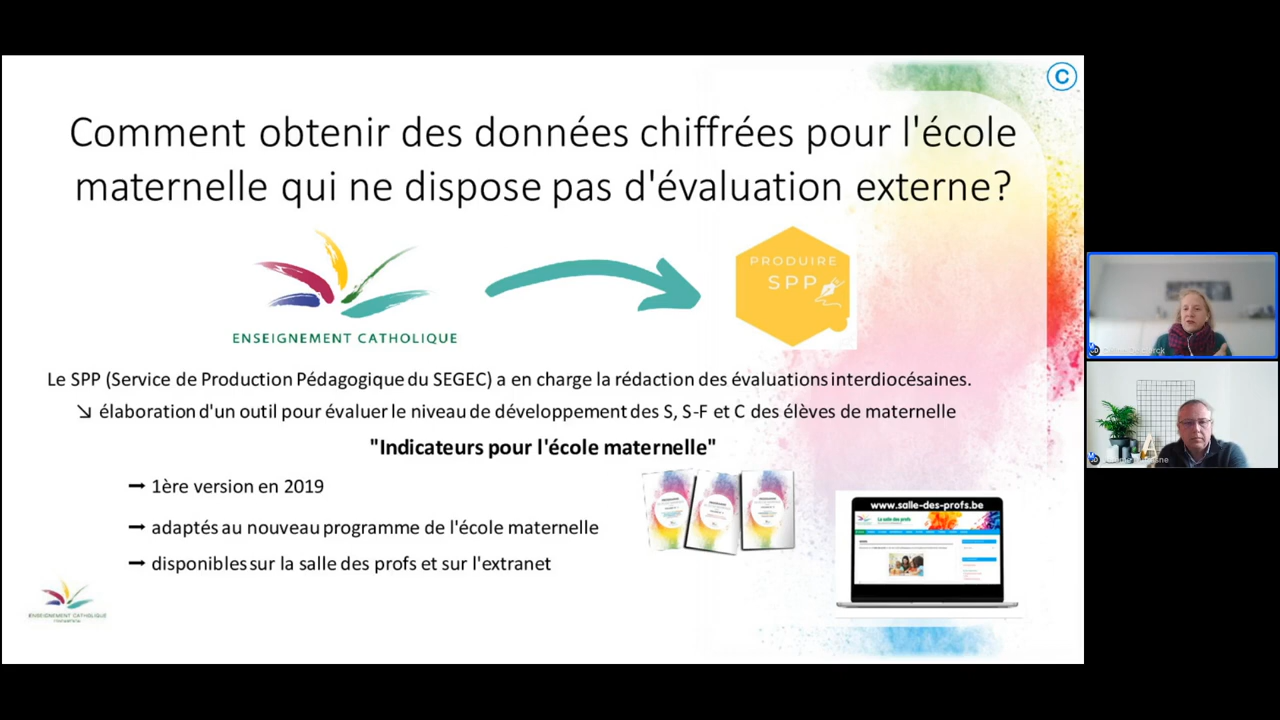 C
Comment obtenir des données chiffrées pour l'école
maternelle qui ne dispose pas d'évaluation externe?
PRODUIRE
SPP
ENSEIGNEMENT CATHOLIQUE
Le SPP (Service de Production Pédagogique du SEGEC) a en charge la rédaction des évaluations interdiocésaines.
↘ élaboration d'un outil pour évaluer le niveau de développement des S, S-F et C des élèves de maternelle
"Indicateurs pour l'école maternelle"
➞ 1ère version en 2019
➞ adaptés au nouveau programme de l'école maternelle
➞ disponibles sur la salle des profs et sur l'extranet
www.salle-des-profs.be
La salle des profs
ENSEIGNEMENT CATHOLIQUE